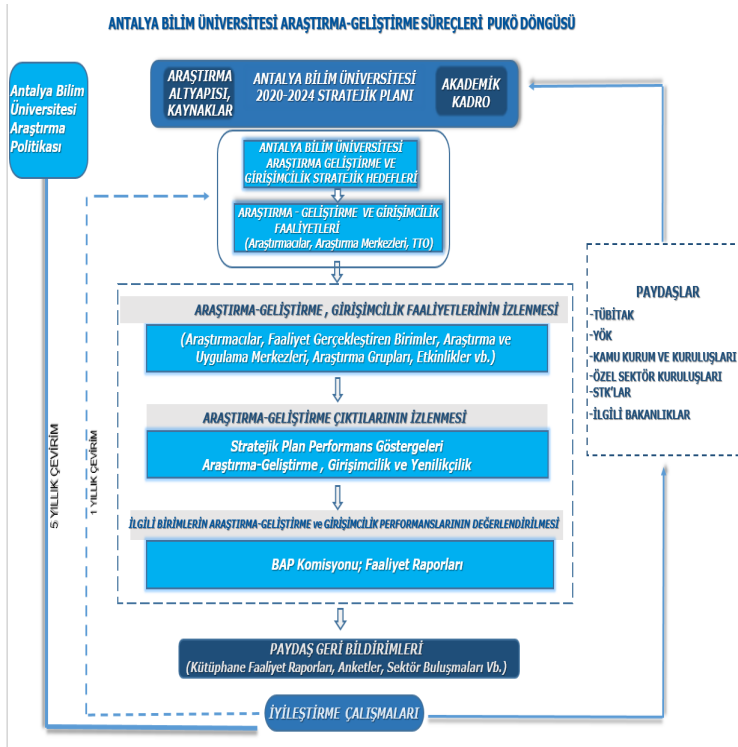 ANTALYA BİLİM ÜNİVERSİTESİ ARAŞTIRMA-GELİŞTİRME SÜREÇLERİ PUKÖ DÖNGÜSÜ
Antalya Bilim
Üniversitesi
Araştırma
Politikası
ARAŞTIRMA
ALTYAPISI,
KAYNAKLAR
ANTALYA BİLİM ÜNİVERSİTESİ
2020-2024 STRATEJİK PLANI
AKADEMİK
KADRO
ANTALYA BİLİM ÜNİVERSİTESİ
ARAŞTIRMA GELİŞTİRME VE
GİRİŞİMCİLİK STRATEJİK HEDEFLERİ
ARAŞTIRMA - GELİŞTİRME VE GİRİŞİMCİLİK
FAALİYETLERİ
(Araştırmacılar, Araştırma Merkezleri, TTO)
ARAŞTIRMA-GELİŞTİRME , GİRİŞİMCİLİK FAALİYETLERİNİN İZLENMESİ
(Araştırmacılar, Faaliyet Gerçekleştiren Birimler, Araştırma ve
Uygulama Merkezleri, Araştırma Grupları, Etkinlikler vb.)
ARAŞTIRMA-GELİŞTİRME ÇIKTILARININ İZLENMESİ
Stratejik Plan Performans Göstergeleri
Araştırma-Geliştirme , Girişimcilik ve Yenilikçilik
İLGİLİ BİRİMLERİN ARAŞTIRMA-GELİŞTİRME ve GİRİŞİMCİLİK PERFORMANSLARININ DEĞERLENDİRİLMESİ
BAP Komisyonu; Faaliyet Raporları
PAYDAŞ GERİ BİLDİRİMLERİ
(Kütüphane Faaliyet Raporları, Anketler, Sektör Buluşmaları Vb.)
İYİLEŞTİRME ÇALIŞMALARI
5 YILLIK ÇEVİRİM
1 YILLIK ÇEVİRİM
PAYDAŞLAR
-TÜBİTAK
-YÖK
-KAMU KURUM VE KURULUŞLARI
-ÖZEL SEKTÖR KURULUŞLARI
-STK'LAR
-İLGİLİ BAKANLIKLAR